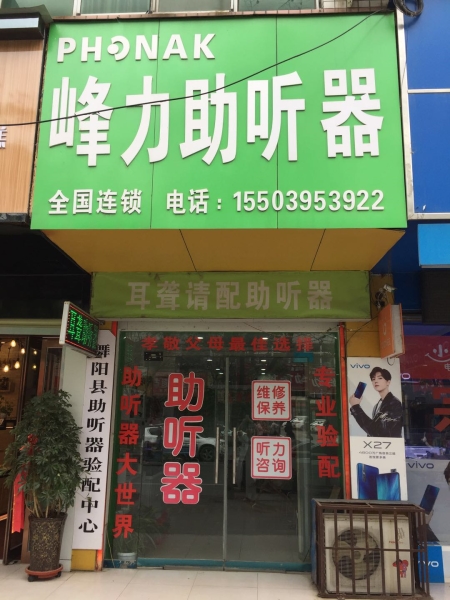 PHONAK
峰力助听器
全国连锁 电话：15503953922
耳聋请配助听器
孝敬父母最佳选择
舞阳县助听器验配中心
助听器大世界
助听器
维修
保养
听力
咨询
专业验配
vivo
X27
vivo